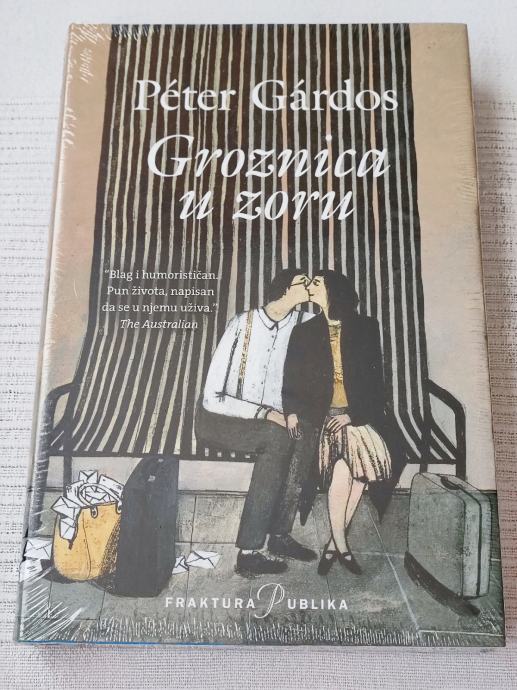 Péter Gárdos
Groznica
u zoru
“Blag i humorističan.
Pun života, napisan
da se u njemu uživa.”
The Australian
FRAKTURA PUBLIKA